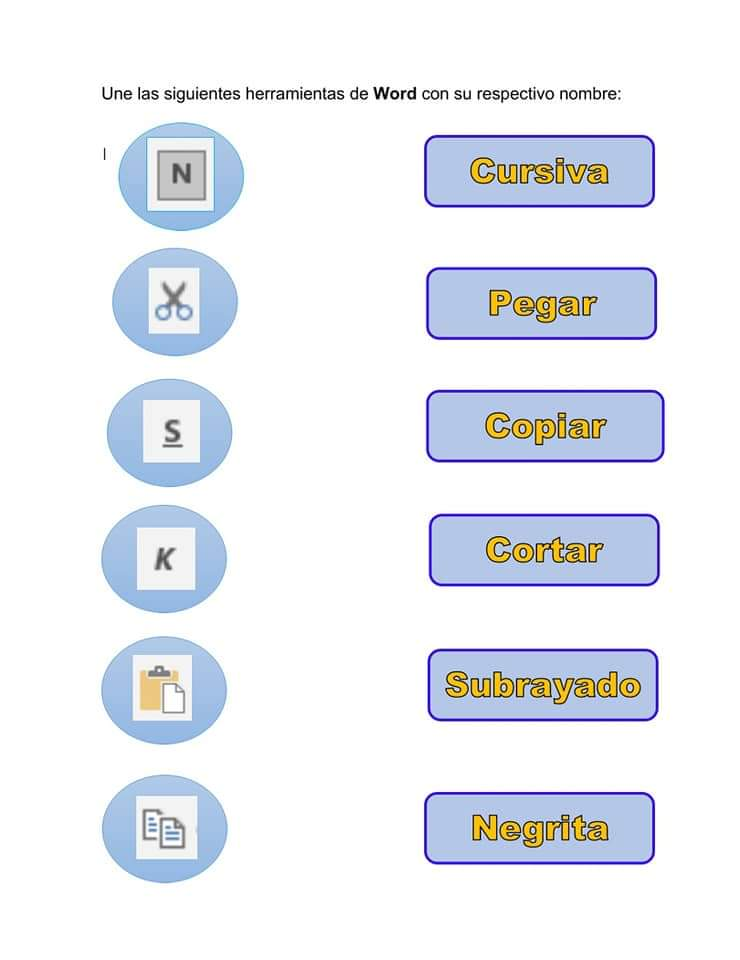 Une las siguientes herramientas de Word con su respectivo nombre:
N
Cursiva
Pegar
S
Copiar
K
Cortar
Subrayado
Negrita